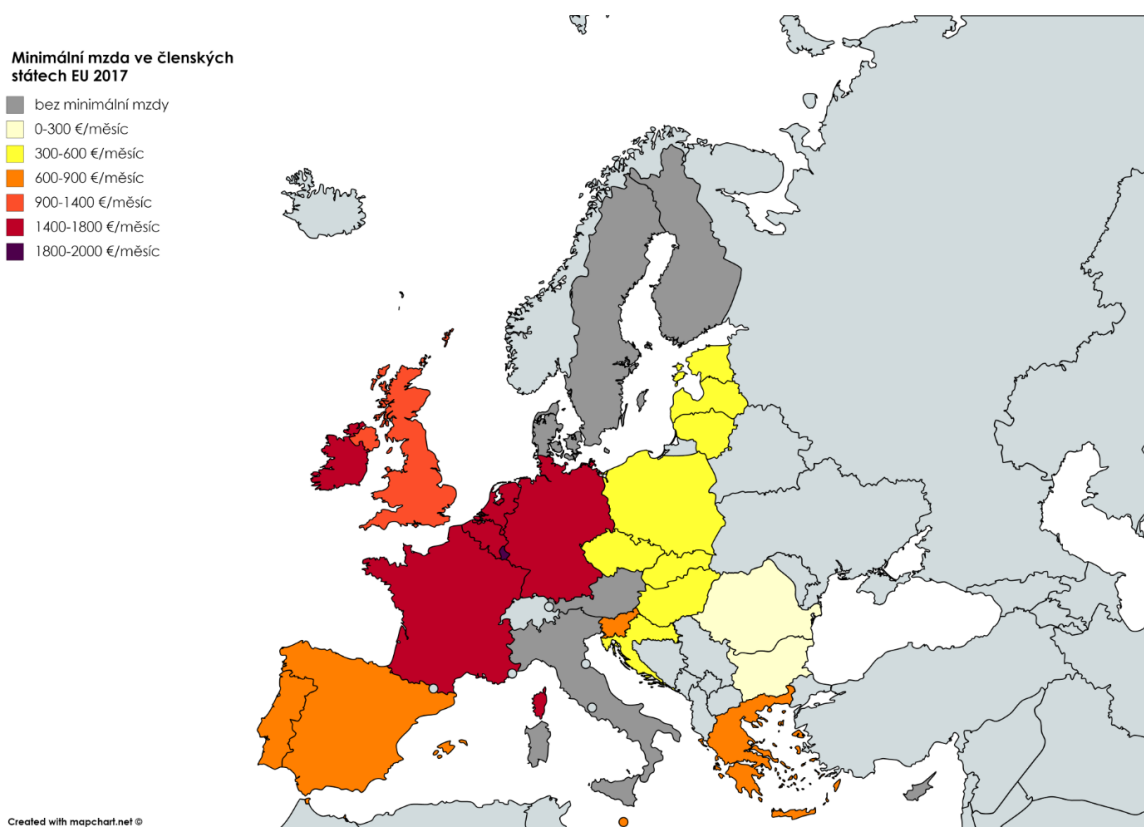 Minimální mzda ve členských
státech EU 2017
bez minimální mzdy
0-300 €/měsíc
300-600 €/měsíc
600-900 €/měsíc
900-1400 €/měsíc
1400-1800 €/měsíc
1800-2000 €/měsíc
Created with mapchart.net ©